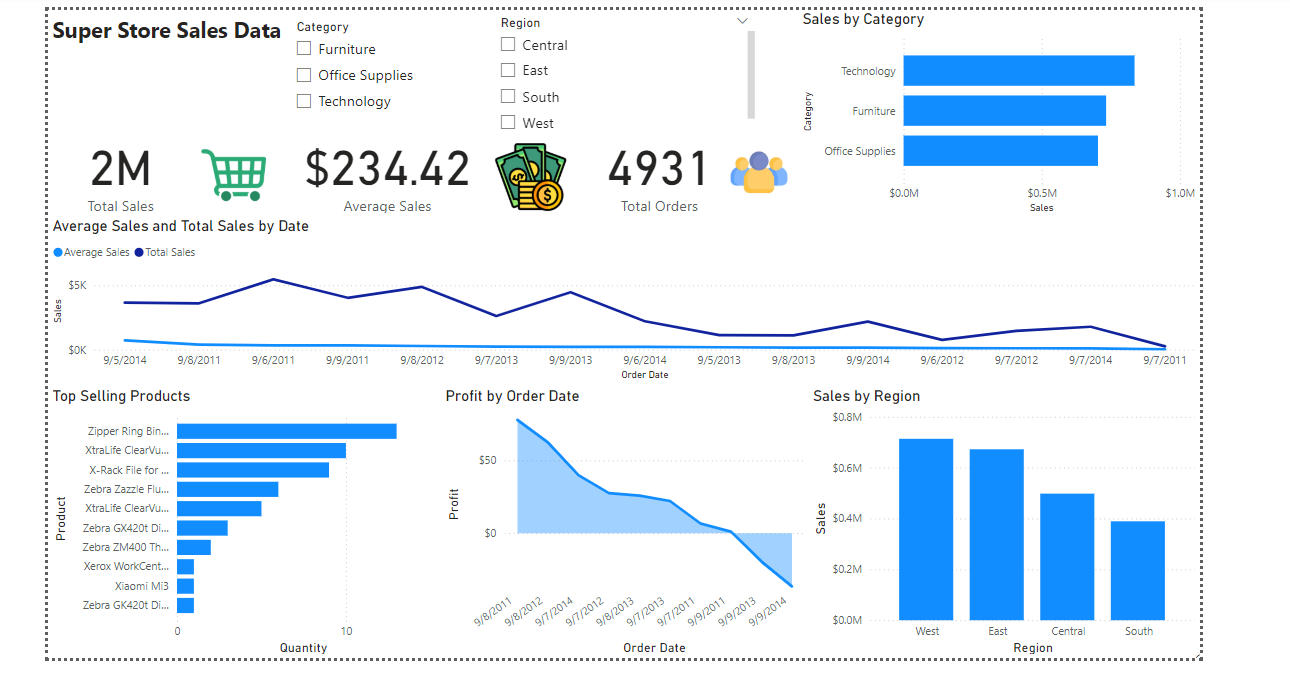 Super Store Sales Data
Category
Furniture
Office Supplies
Technology
Region
Central
East
South
West
2M
Total Sales
$234.42
Average Sales
4931
Total Orders
Sales by Category
Category
Technology
Furniture
Office Supplies
$0.0M $0.5M $1.0M
Sales
Average Sales and Total Sales by Date
Average Sales Total Sales
Sales
$5K
$0K
9/5/2014 9/8/2011 9/6/2011 9/9/2011 9/8/2012 9/7/2013 9/9/2013 9/6/2014 9/5/2013 9/8/2013 9/9/2014 9/6/2012 9/7/2012 9/7/2014 9/7/2011
Order Date
Top Selling Products
Product
Zipper Ring Bin...
XtraLife ClearVu...
X-Rack File for ...
Zebra Zazzle Flu...
XtraLife ClearVu...
Zebra GX420t Di...
Zebra ZM400 Th...
Xerox WorkCent...
Xiaomi Mi3
Zebra GK420t Di...
0 10
Quantity
Profit by Order Date
Profit
$50
$0
9/8/2011 9/8/2012 9/7/2014 9/7/2012 9/8/2013 9/7/2013 9/7/2011 9/9/2011 9/9/2013 9/9/2014
Order Date
Sales by Region
Sales
$0.8M
$0.6M
$0.4M
$0.2M
$0.0M
West East Central South
Region